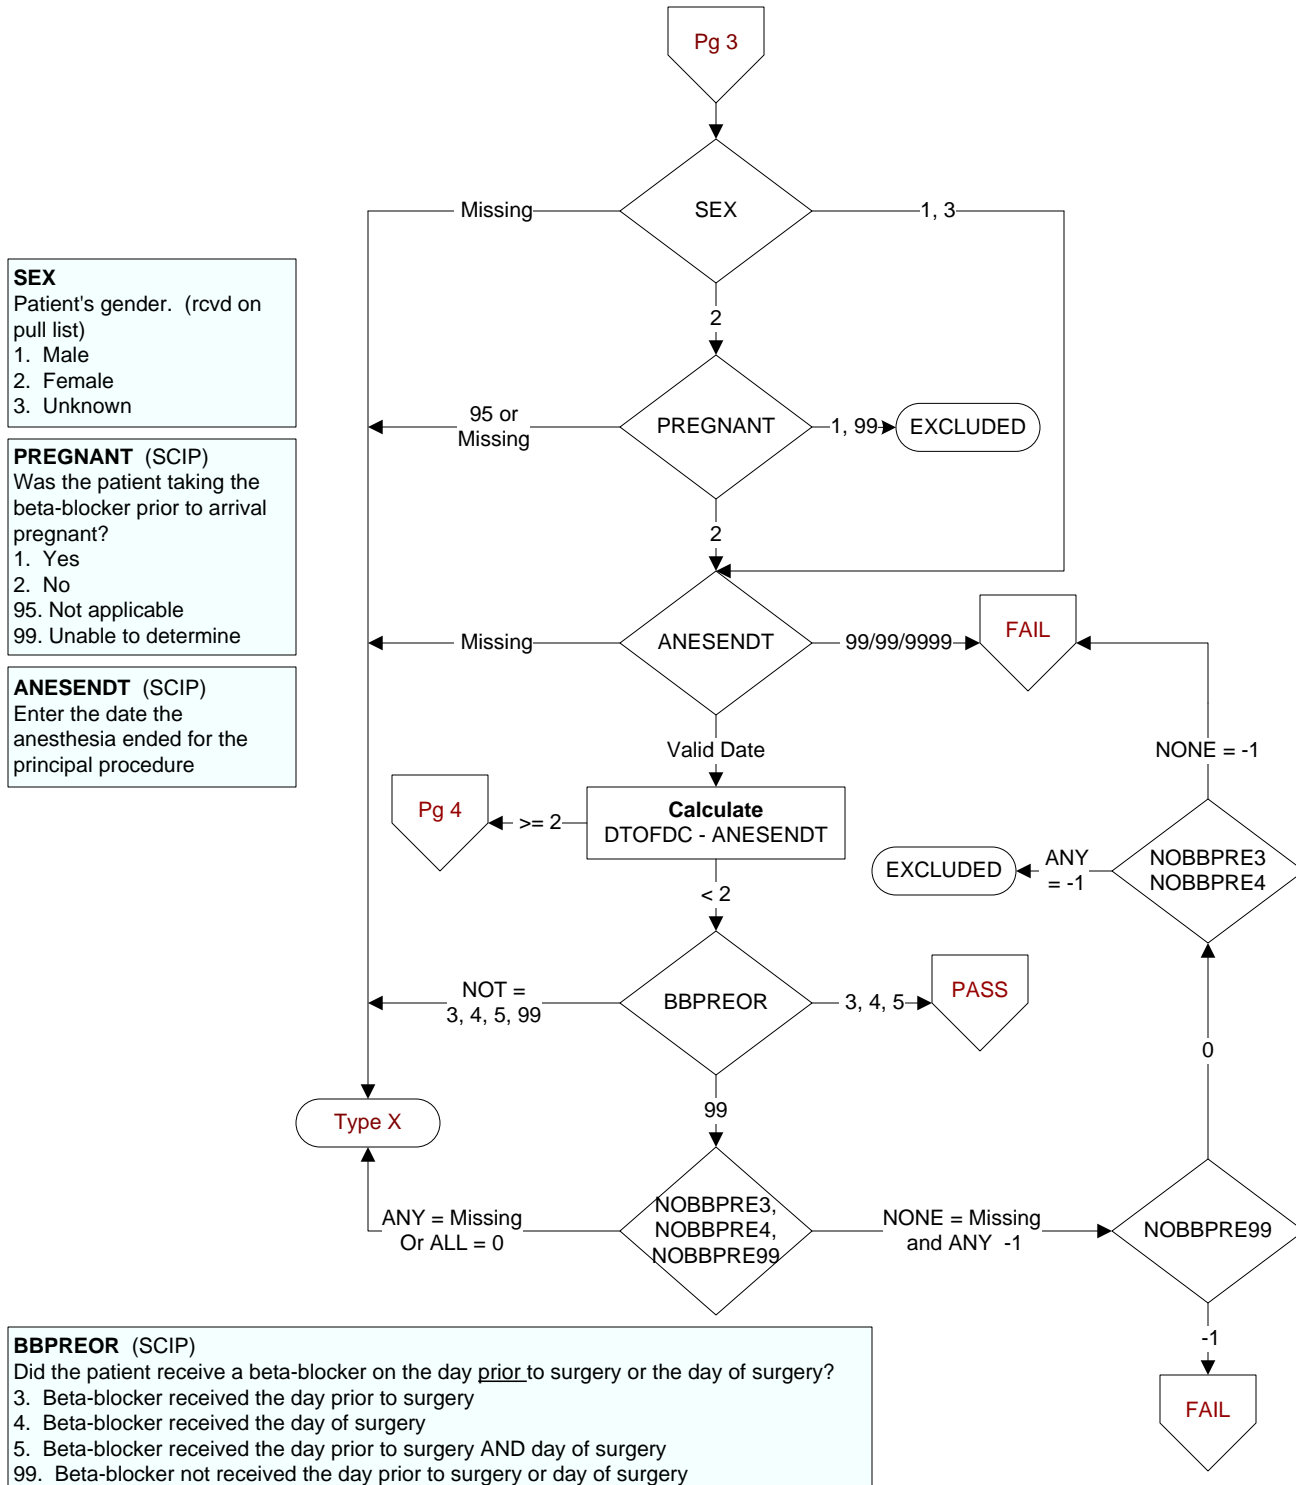 Pg 3
SEX
Missing
1, 3
2
SEX
Patient's gender.  (rcvd on
pull list)
1.  Male
2.  Female
3.  Unknown
PREGNANT
95 or
Missing
1, 99
EXCLUDED
2
PREGNANT  (SCIP)
Was the patient taking the
beta-blocker prior to arrival
pregnant?
1.  Yes
2.  No
95. Not applicable
99. Unable to determine
ANESENDT
Missing
99/99/9999
FAIL
Valid Date
ANESENDT  (SCIP)
Enter the date the
anesthesia ended for the
principal procedure
NONE = -1
Pg 4
>= 2
Calculate
DTOFDC - ANESENDT
< 2
EXCLUDED
ANY
= -1
NOBBPRE3
NOBBPRE4
NOT =
3, 4, 5, 99
BBPREOR
3, 4, 5
PASS
0
99
Type X
ANY = Missing
Or ALL = 0
NOBBPRE3,
NOBBPRE4,
NOBBPRE99
NONE = Missing
and ANY  -1
NOBBPRE99
-1
FAIL
BBPREOR  (SCIP)
Did the patient receive a beta-blocker on the day prior to surgery or the day of surgery?
3.  Beta-blocker received the day prior to surgery
4.  Beta-blocker received the day of surgery
5.  Beta-blocker received the day prior to surgery AND day of surgery
99.  Beta-blocker not received the day prior to surgery or day of surgery